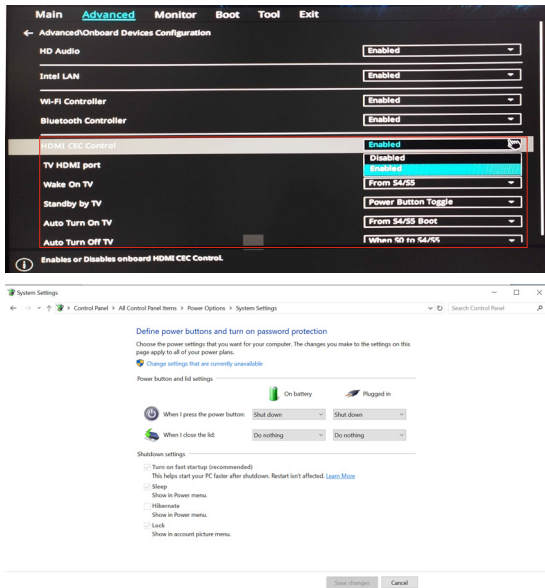 Main Advanced Monitor Boot Tool Exit
← Advanced\Onboard Devices Configuration
HD Audio Enabled
Intel LAN Enabled
Wi-Fi Controller Enabled
Bluetooth Controller Enabled
HDMI CEC Control Enabled
Disabled
Enabled
TV HDMI port
Wake On TV From S4/S5
Standby by TV Power Button Toggle
Auto Turn On TV From S4/S5 Boot
Auto Turn Off TV When S0 to S4/S5
Enables or Disables onboard HDMI CEC Control.
System Settings
Control Panel > All Control Panel Items > Power Options > System Settings
Search Control Panel
Define power buttons and turn on password protection
Choose the power settings that you want for your computer. The changes you make to the settings on this
page apply to all of your power plans.
Change settings that are currently unavailable
Power button and lid settings
On battery Plugged in
When I press the power button: Shut down Shut down
When I close the lid: Do nothing Do nothing
Shutdown settings
Turn on fast startup (recommended)
This helps start your PC faster after shutdown. Restart isn't affected. Learn More
Sleep
Show in Power menu.
Hibernate
Show in Power menu.
Lock
Show in account picture menu.
Save changes Cancel